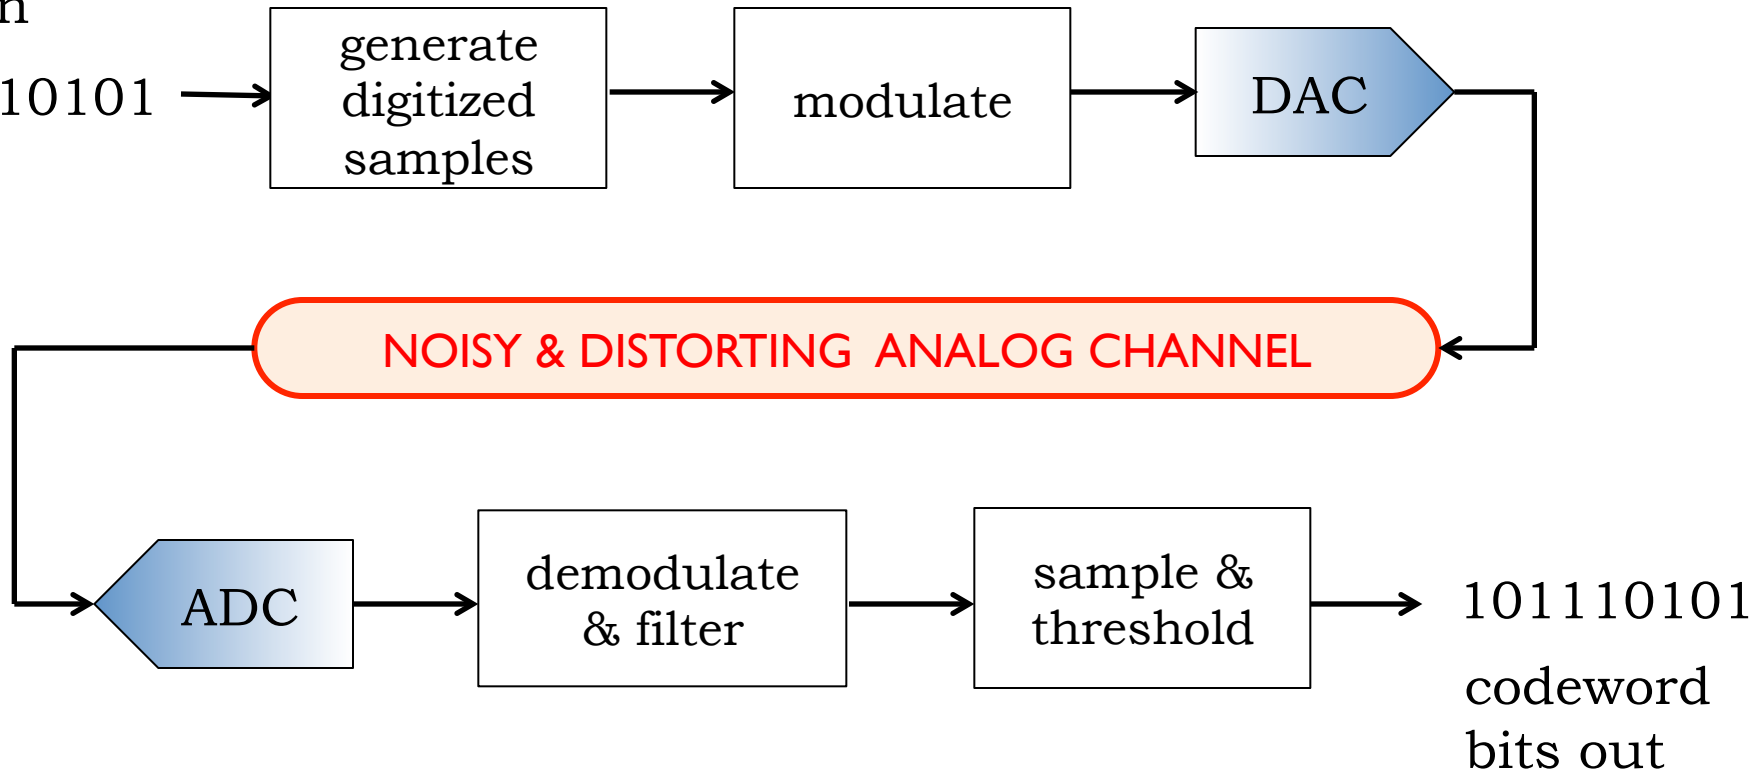 n
10101
generate
digitized
samples
modulate
DAC
NOISY & DISTORTING ANALOG CHANNEL
ADC
demodulate
& filter
sample &
threshold
101110101
codeword
bits out